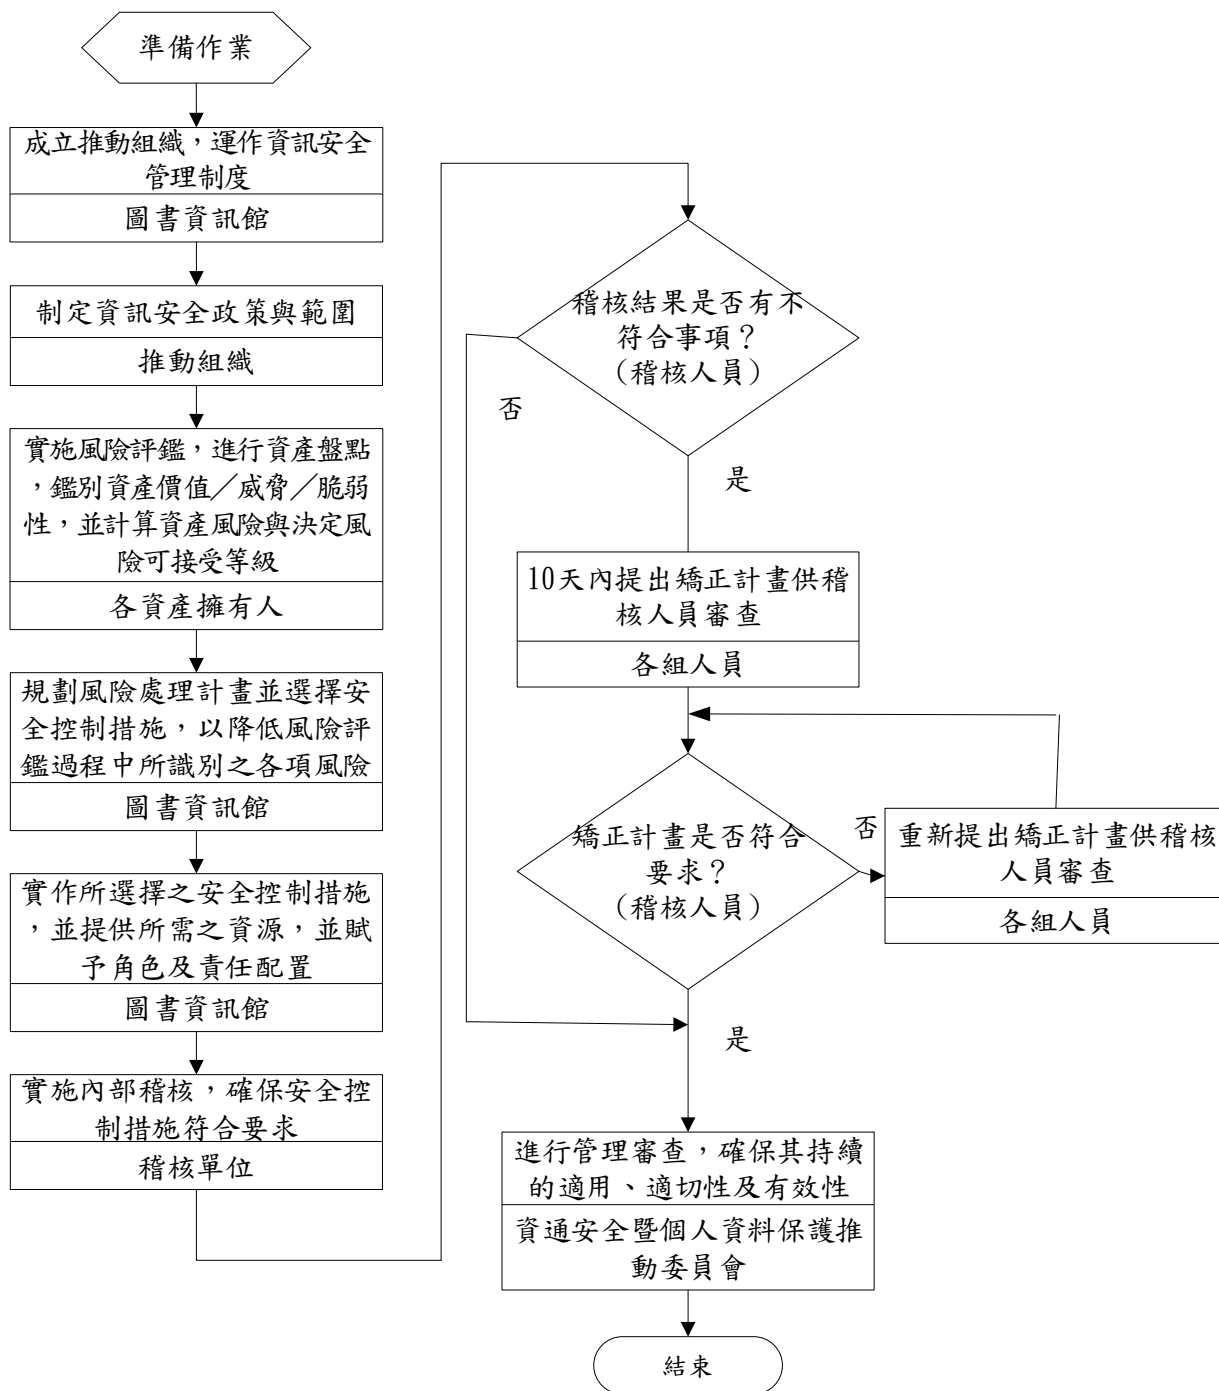 準備作業
成立推動組織，運作資訊安全
管理制度
圖書資訊館
制定資訊安全政策與範圍
推動組織
實施風險評鑑，進行資產盤點
，鑑別資產價值／威脅／脆弱
性，並計算資產風險與決定風
險可接受等級
各資產擁有人
規劃風險處理計畫並選擇安
全控制措施，以降低風險評
鑑過程中所識別之各項風險
圖書資訊館
實作所選擇之安全控制措施
，並提供所需之資源，並賦
予角色及責任配置
圖書資訊館
實施內部稽核，確保安全控
制措施符合要求
稽核單位
稽核結果是否有不
符合事項？
（稽核人員）
否
是
10天內提出矯正計畫供稽
核人員審查
各組人員
矯正計畫是否符合
要求？
（稽核人員）
否
重新提出矯正計畫供稽核
人員審查
各組人員
是
進行管理審查，確保其持續
的適用、適切性及有效性
資通安全暨個人資料保護推
動委員會
結束